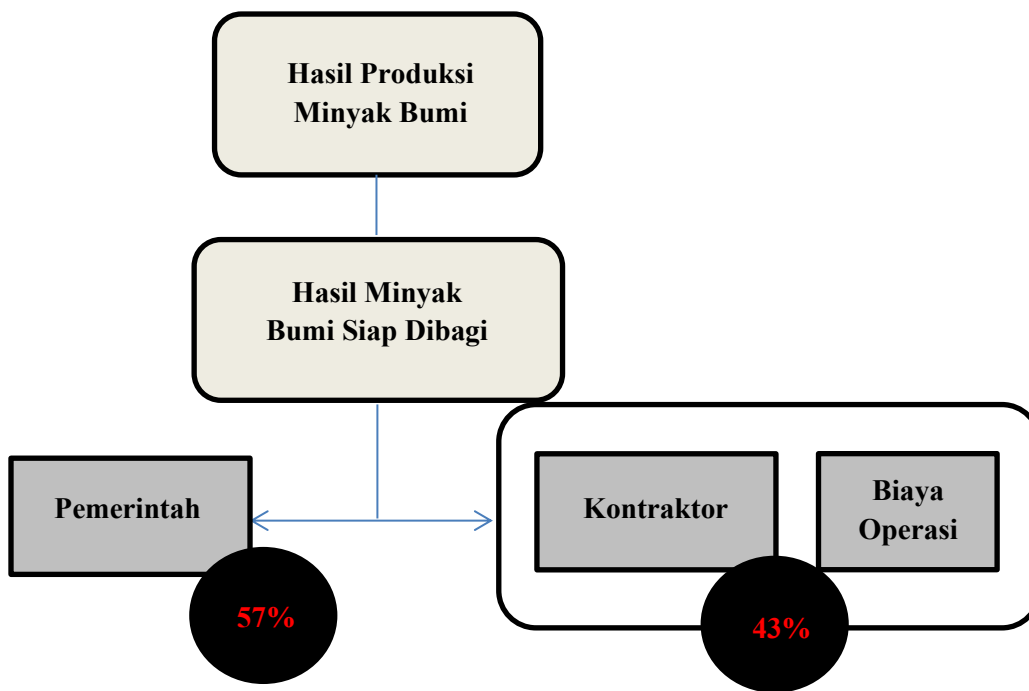 Hasil Produksi
Minyak Bumi
Hasil Minyak
Bumi Siap Dibagi
Pemerintah
Kontraktor
Biaya
Operasi
57%
43%